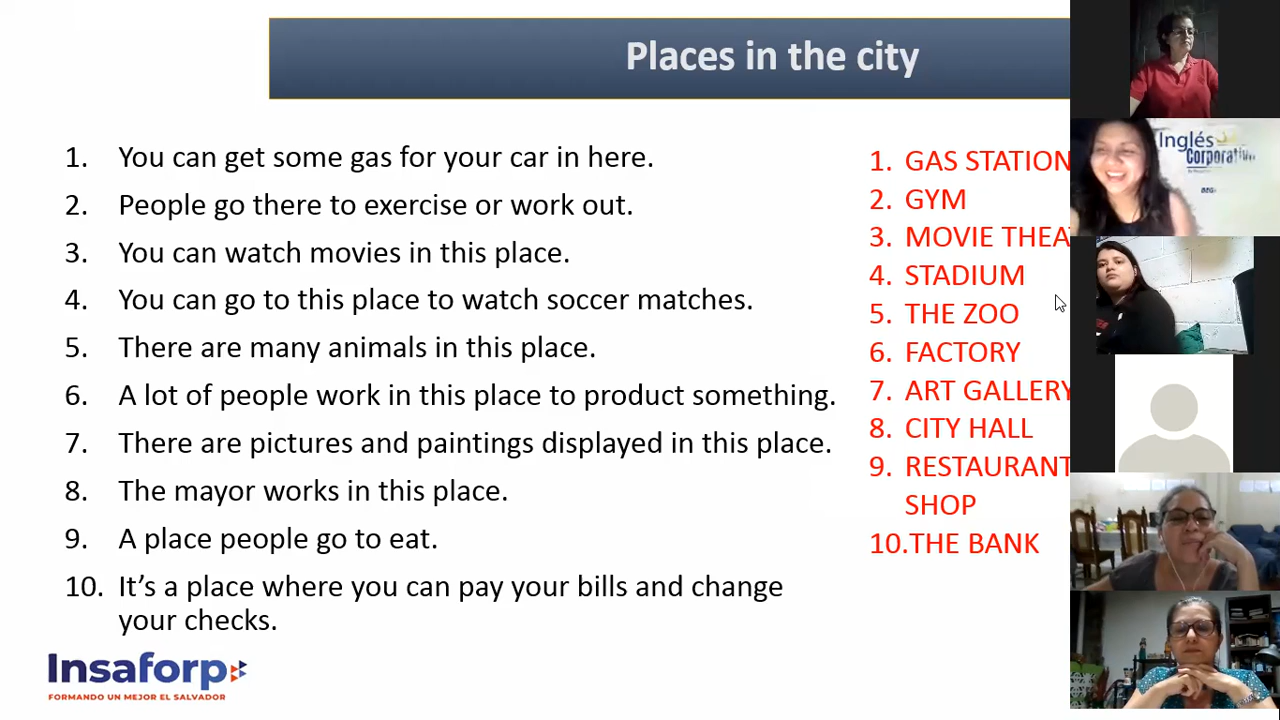 Places in the city
1. You can get some gas for your car in here.
2. People go there to exercise or work out.
3. You can watch movies in this place.
4. You can go to this place to watch soccer matches.
5. There are many animals in this place.
6. A lot of people work in this place to product something.
7. There are pictures and paintings displayed in this place.
8. The mayor works in this place.
9. A place people go to eat.
10. It's a place where you can pay your bills and change
your checks.
1. GAS STATION
2. GYM
3. MOVIE THEA
4. STADIUM
5. THE ZOO
6. FACTORY
7. ART GALLERY
8. CITY HALL
9. RESTAURANT
SHOP
10.THE BANK
Insaforp
FORMANDO UN MEJOR EL SALVADOR
Inglés
Corporativo